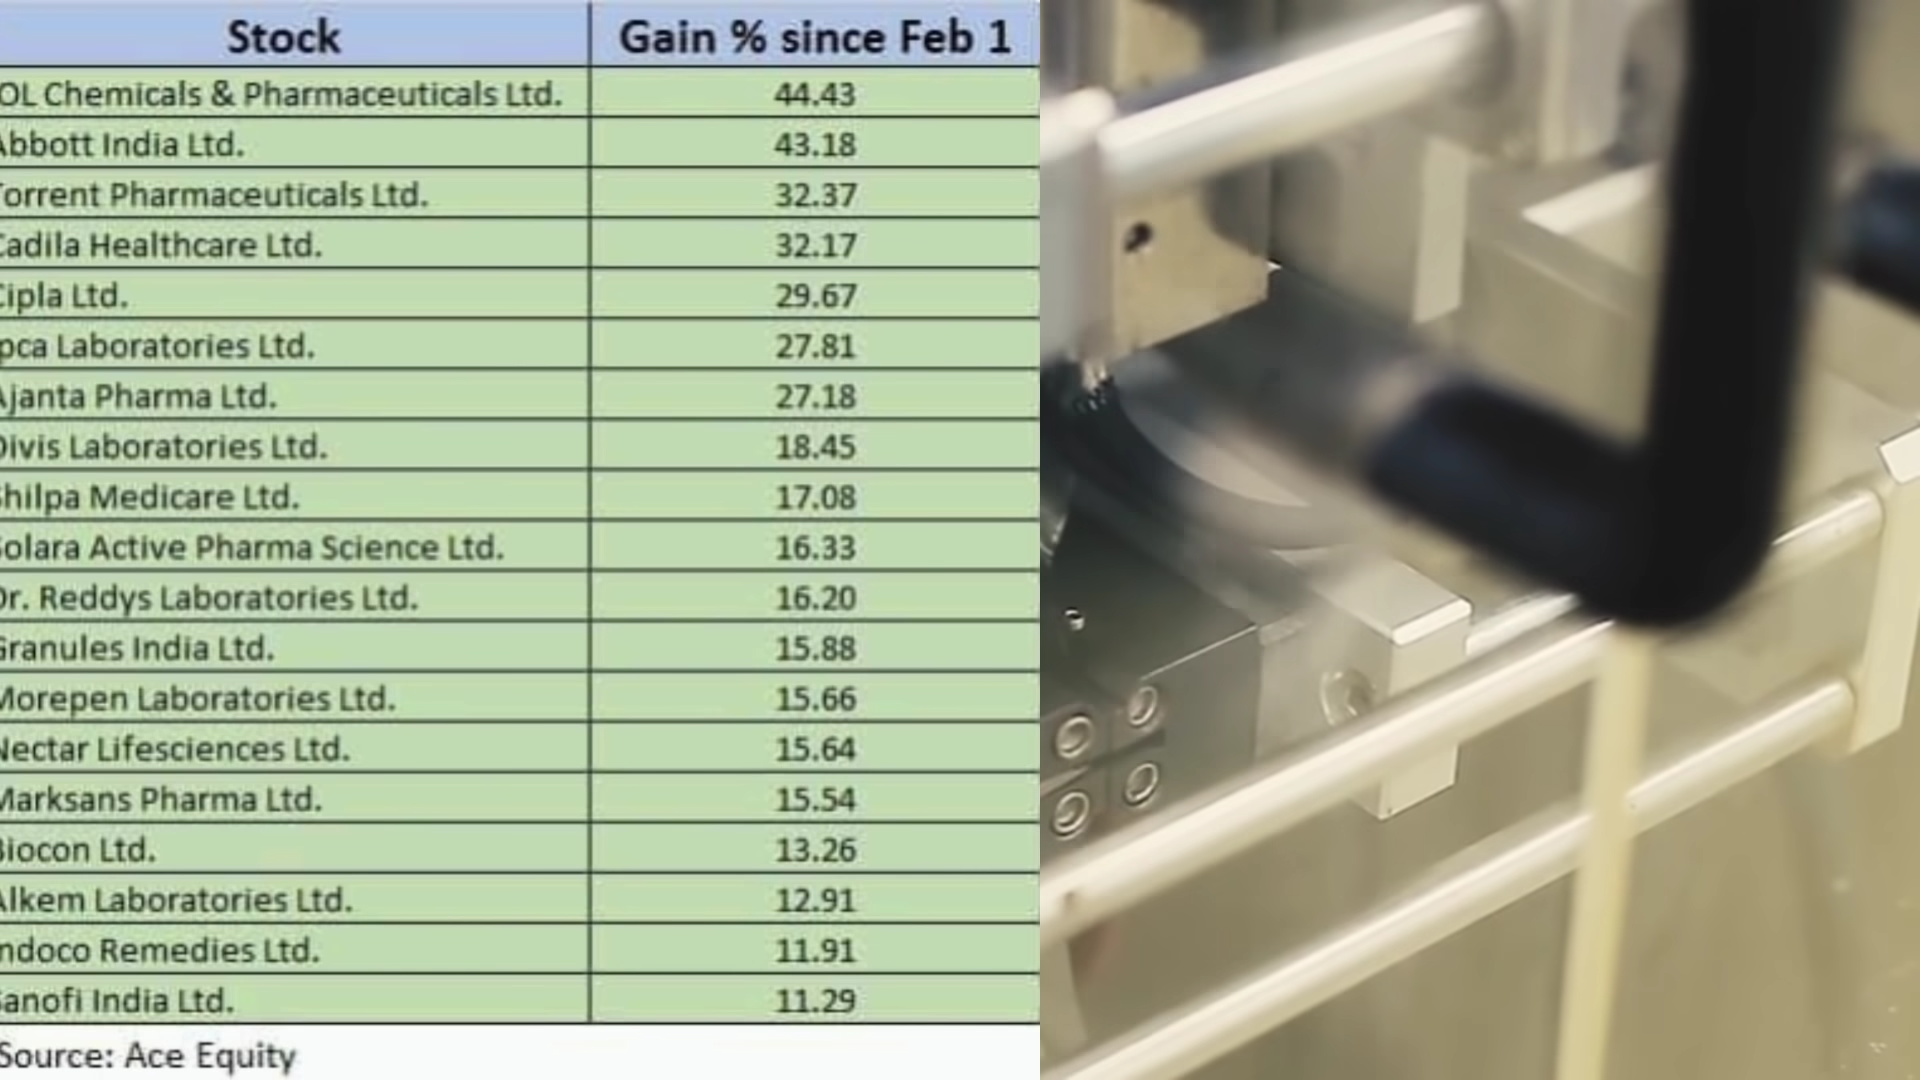 Stock Gain % since Feb 1
OL Chemicals & Pharmaceuticals Ltd. 44.43
Abbott India Ltd. 43.18
Torrent Pharmaceuticals Ltd. 32.37
Cadila Healthcare Ltd. 32.17
Cipla Ltd. 29.67
pca Laboratories Ltd. 27.81
Ajanta Pharma Ltd. 27.18
Divis Laboratories Ltd. 18.45
Shilpa Medicare Ltd. 17.08
Solara Active Pharma Science Ltd. 16.33
Dr. Reddys Laboratories Ltd. 16.20
Granules India Ltd. 15.88
Morepen Laboratories Ltd. 15.66
Nectar Lifesciences Ltd. 15.64
Marksans Pharma Ltd. 15.54
Biocon Ltd. 13.26
Alkem Laboratories Ltd. 12.91
ndoco Remedies Ltd. 11.91
Sanofi India Ltd. 11.29
Source: Ace Equity